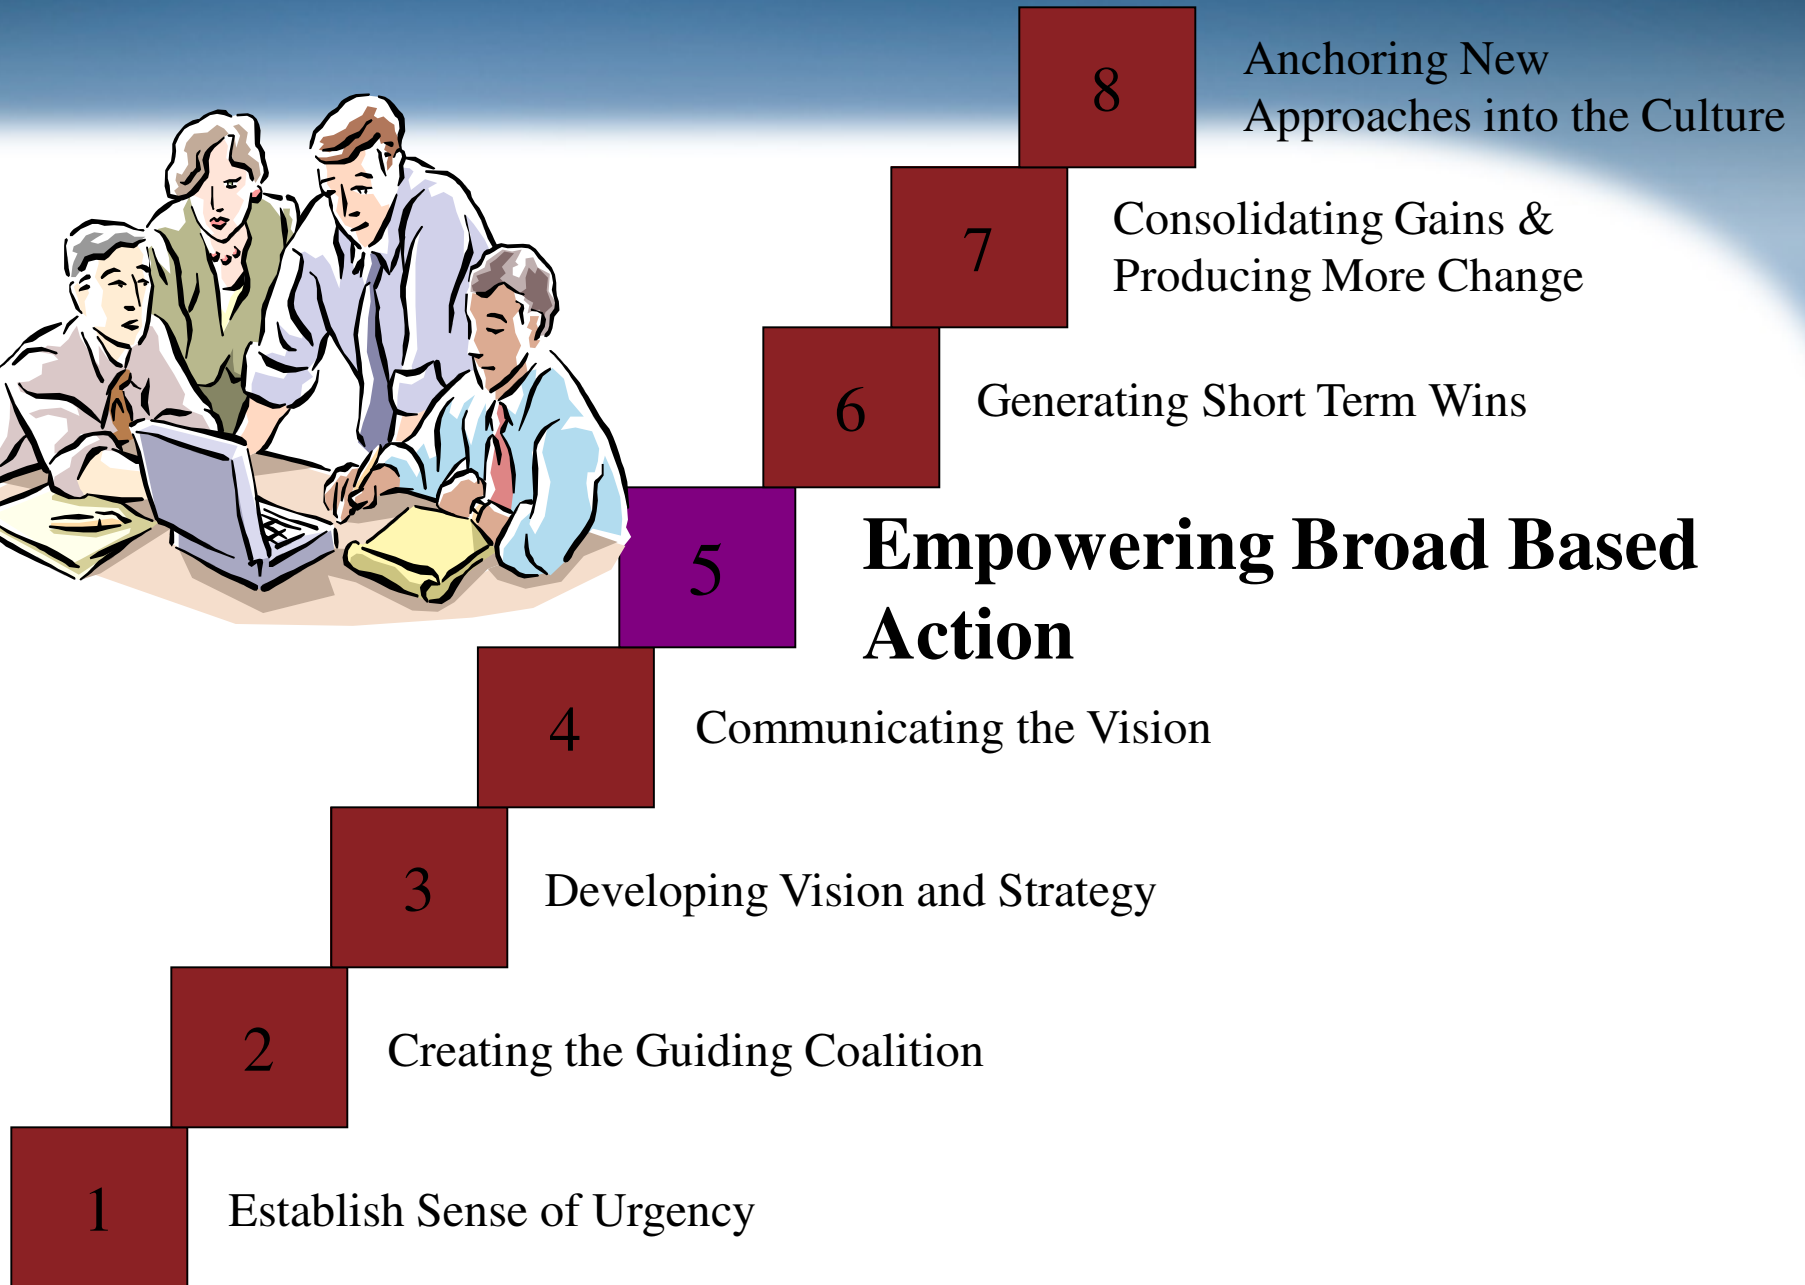 8
Anchoring New
Approaches into the Culture
7
Consolidating Gains &
Producing More Change
6
Generating Short Term Wins
5
Empowering Broad Based
Action
4
Communicating the Vision
3
Developing Vision and Strategy
2
Creating the Guiding Coalition
1
Establish Sense of Urgency